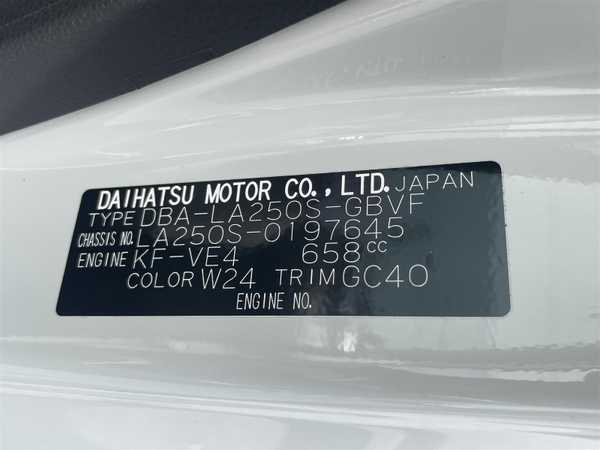 DAIHATSU MOTOR CO.,LTD. JAPAN
TYPE DBA-LA250S-GBVF
CHASSIS NO. LA250S-0197645
ENGINE KF-VE4 658cc
COLOR W24 TRIM GC40
ENGINE NO.